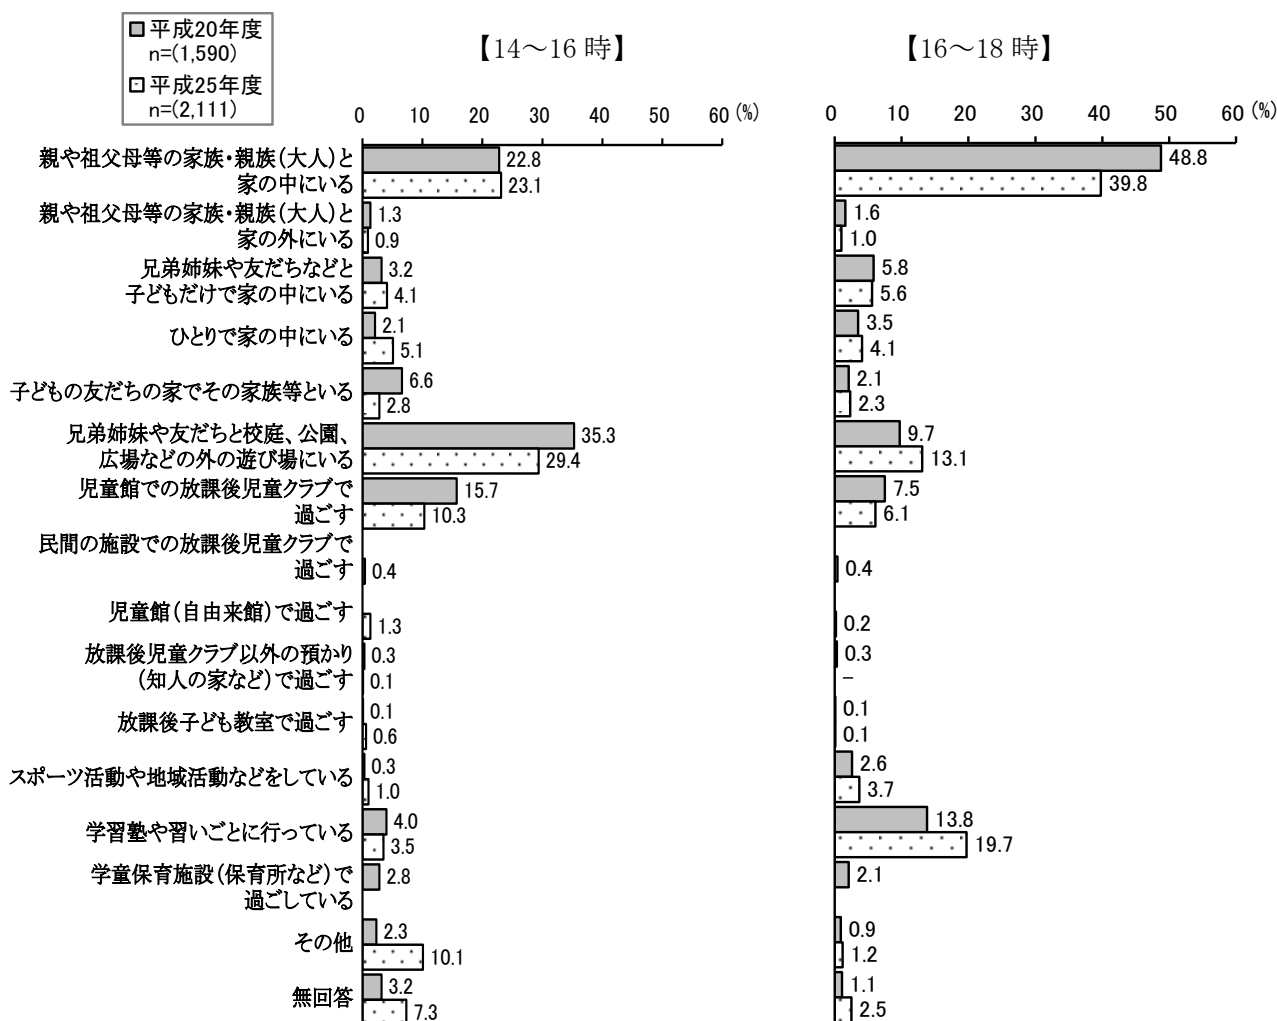 平成20年度
n=(1,590)
平成25年度
n=(2,111)
【14～16 時】
【16～18 時】
0 10 20 30 40 50 60 (%)
0 10 20 30 40 50 60 (%)
親や祖父母等の家族・親族(大人)と
家の中にいる
22.8
23.1
48.8
39.8
親や祖父母等の家族・親族(大人)と
家の外にいる
1.3
0.9
1.6
1.0
兄弟姉妹や友だちなどと
子どもだけで家の中にいる
3.2
4.1
5.8
5.6
ひとりで家の中にいる
2.1
5.1
3.5
4.1
子どもの友だちの家でその家族等といる
6.6
2.8
2.1
2.3
兄弟姉妹や友だちと校庭、公園、
広場などの外の遊び場にいる
35.3
29.4
9.7
13.1
児童館での放課後児童クラブで
過ごす
15.7
10.3
7.5
6.1
民間の施設での放課後児童クラブで
過ごす
0.4
0.4
児童館(自由来館)で過ごす
1.3
0.2
放課後児童クラブ以外の預かり
(知人の家など)で過ごす
0.3
0.1
0.3
－
放課後子ども教室で過ごす
0.1
0.6
0.1
0.1
スポーツ活動や地域活動などをしている
0.3
1.0
2.6
3.7
学習塾や習いごとに行っている
4.0
3.5
13.8
19.7
学童保育施設(保育所など)で
過ごしている
2.8
2.1
その他
2.3
10.1
0.9
1.2
無回答
3.2
7.3
1.1
2.5